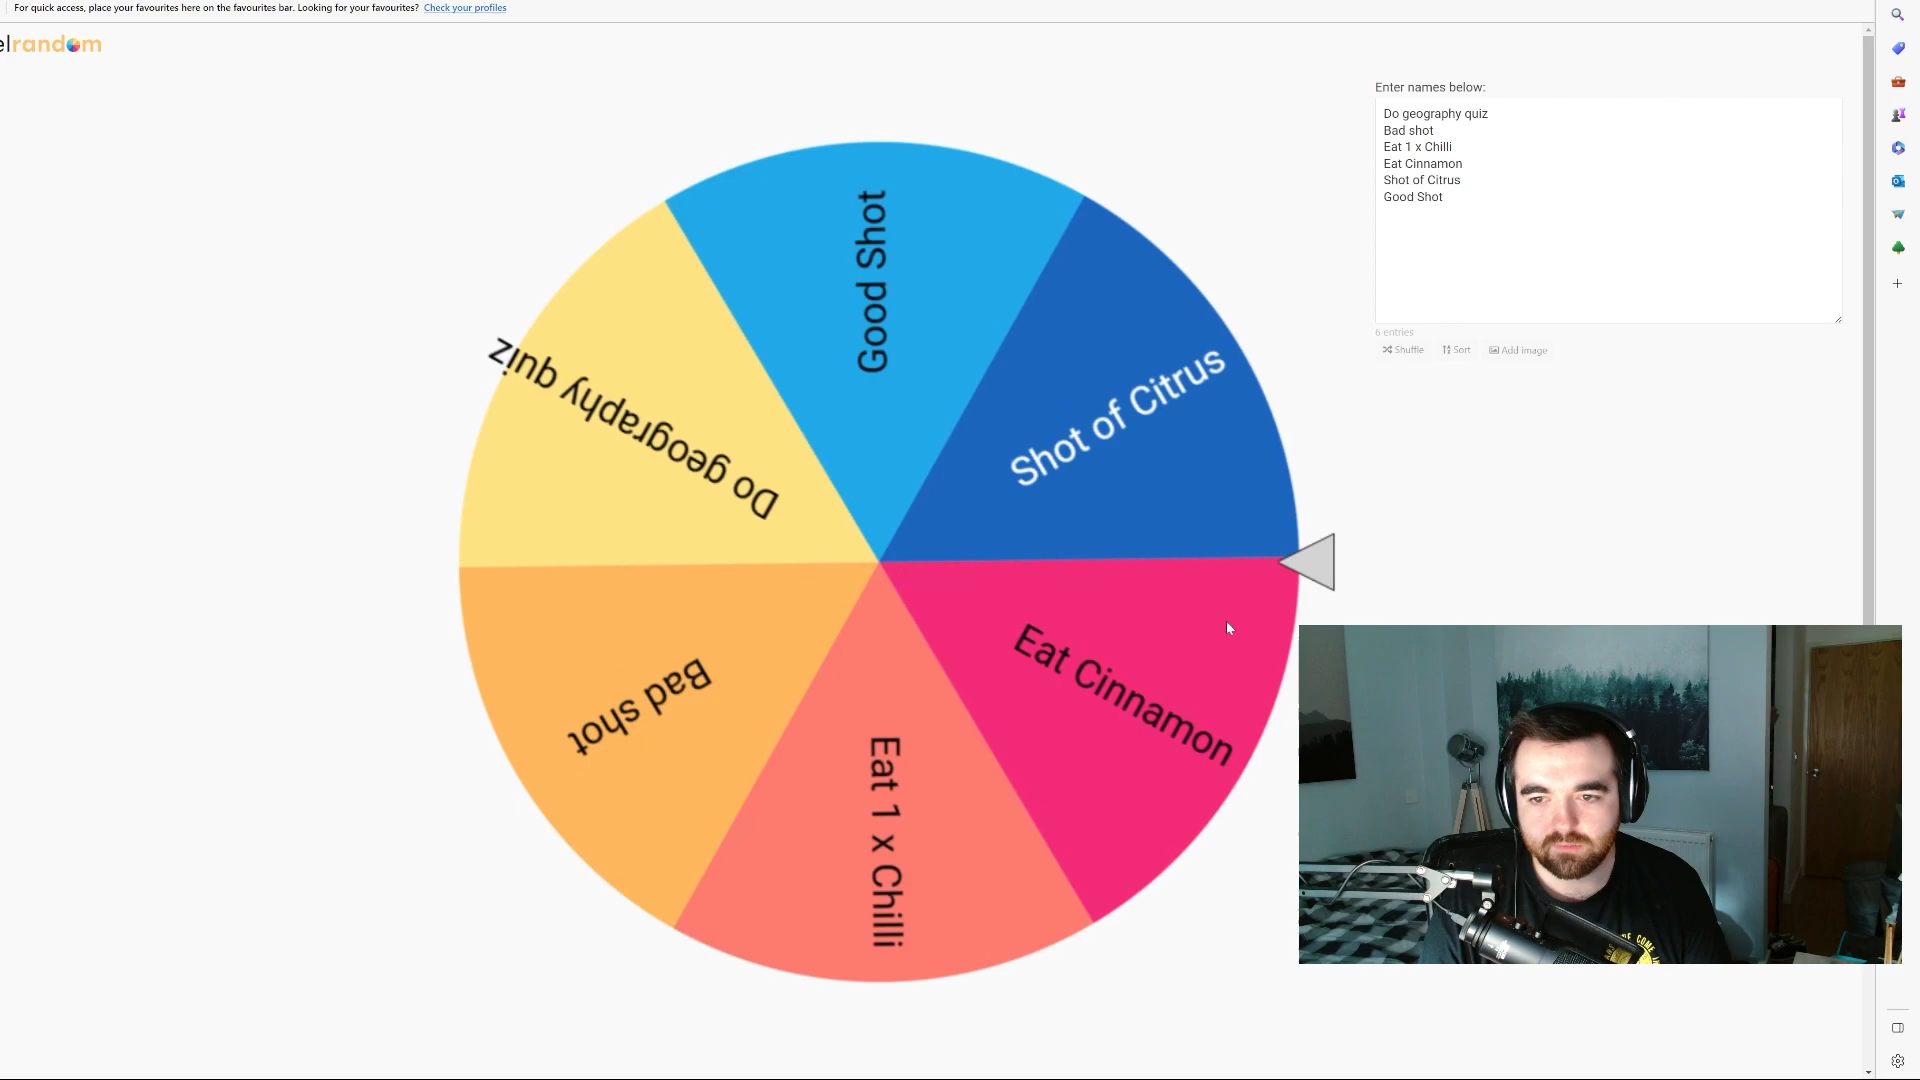 For quick access, place your favourites here on the favourites bar. Looking for your favourites? Check your profiles
elrandom
Enter names below:
Do geography quiz
Bad shot
Eat 1 x Chilli
Eat Cinnamon
Shot of Citrus
Good Shot
6 entries
Shuffle Sort Add image
Good Shot
Shot of Citrus
Do geography quiz
Eat Cinnamon
Bad shot
Eat 1 x Chilli